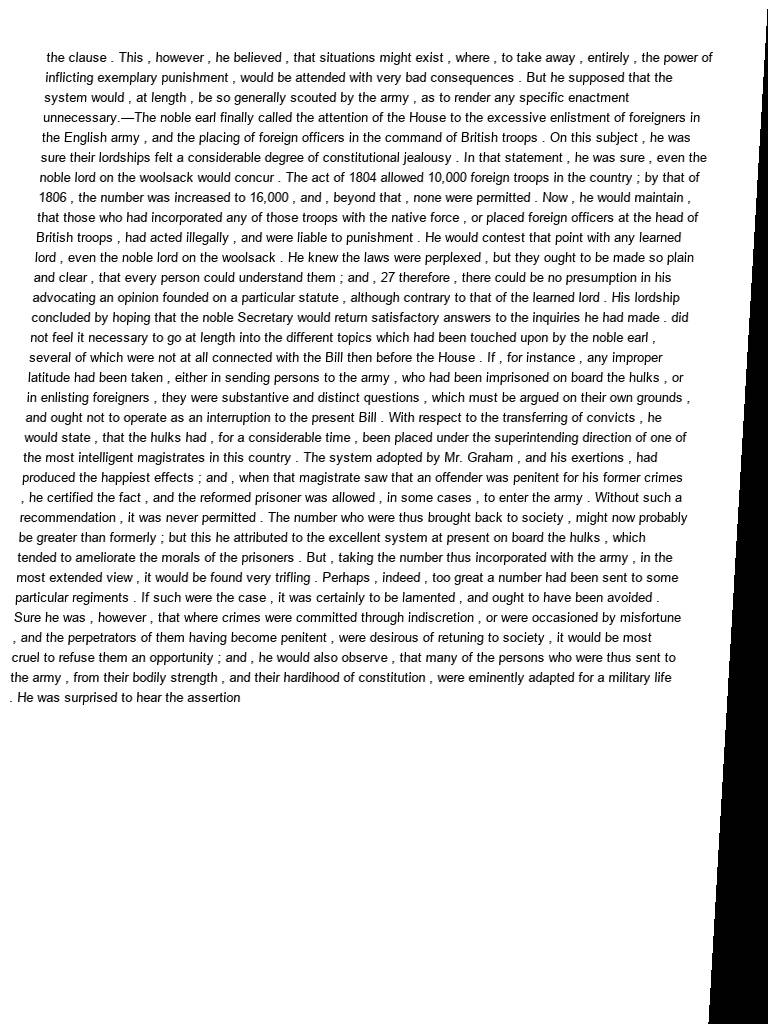 the clause . This , however , he believed , that situations might exist , where , to take away , entirely , the power of
inflicting exemplary punishment , would be attended with very bad consequences . But he supposed that the
system would , at length , be so generally scouted by the army , as to render any specific enactment
unnecessary.—The noble earl finally called the attention of the House to the excessive enlistment of foreigners in
the English army , and the placing of foreign officers in the command of British troops . On this subject , he was
sure their lordships felt a considerable degree of constitutional jealousy . In that statement , he was sure , even the
noble lord on the woolsack would concur . The act of 1804 allowed 10,000 foreign troops in the country ; by that of
1806 , the number was increased to 16,000 , and , beyond that , none were permitted . Now , he would maintain ,
that those who had incorporated any of those troops with the native force , or placed foreign officers at the head of
British troops , had acted illegally , and were liable to punishment . He would contest that point with any learned
lord , even the noble lord on the woolsack . He knew the laws were perplexed , but they ought to be made so plain
and clear , that every person could understand them ; and , 27 therefore , there could be no presumption in his
advocating an opinion founded on a particular statute , although contrary to that of the learned lord . His lordship
concluded by hoping that the noble Secretary would return satisfactory answers to the inquiries he had made . did
not feel it necessary to go at length into the different topics which had been touched upon by the noble earl ,
several of which were not at all connected with the Bill then before the House . If , for instance , any improper
latitude had been taken , either in sending persons to the army , who had been imprisoned on board the hulks , or
in enlisting foreigners , they were substantive and distinct questions , which must be argued on their own grounds ,
and ought not to operate as an interruption to the present Bill . With respect to the transferring of convicts , he
would state , that the hulks had , for a considerable time , been placed under the superintending direction of one of
the most intelligent magistrates in this country . The system adopted by Mr. Graham , and his exertions , had
produced the happiest effects ; and , when that magistrate saw that an offender was penitent for his former crimes
, he certified the fact , and the reformed prisoner was allowed , in some cases , to enter the army . Without such a
recommendation , it was never permitted . The number who were thus brought back to society , might now probably
be greater than formerly ; but this he attributed to the excellent system at present on board the hulks , which
tended to ameliorate the morals of the prisoners . But , taking the number thus incorporated with the army , in the
most extended view , it would be found very trifling . Perhaps , indeed , too great a number had been sent to some
particular regiments . If such were the case , it was certainly to be lamented , and ought to have been avoided .
Sure he was , however , that where crimes were committed through indiscretion , or were occasioned by misfortune
, and the perpetrators of them having become penitent , were desirous of retuning to society , it would be most
cruel to refuse them an opportunity ; and , he would also observe , that many of the persons who were thus sent to
the army , from their bodily strength , and their hardihood of constitution , were eminently adapted for a military life
. He was surprised to hear the assertion